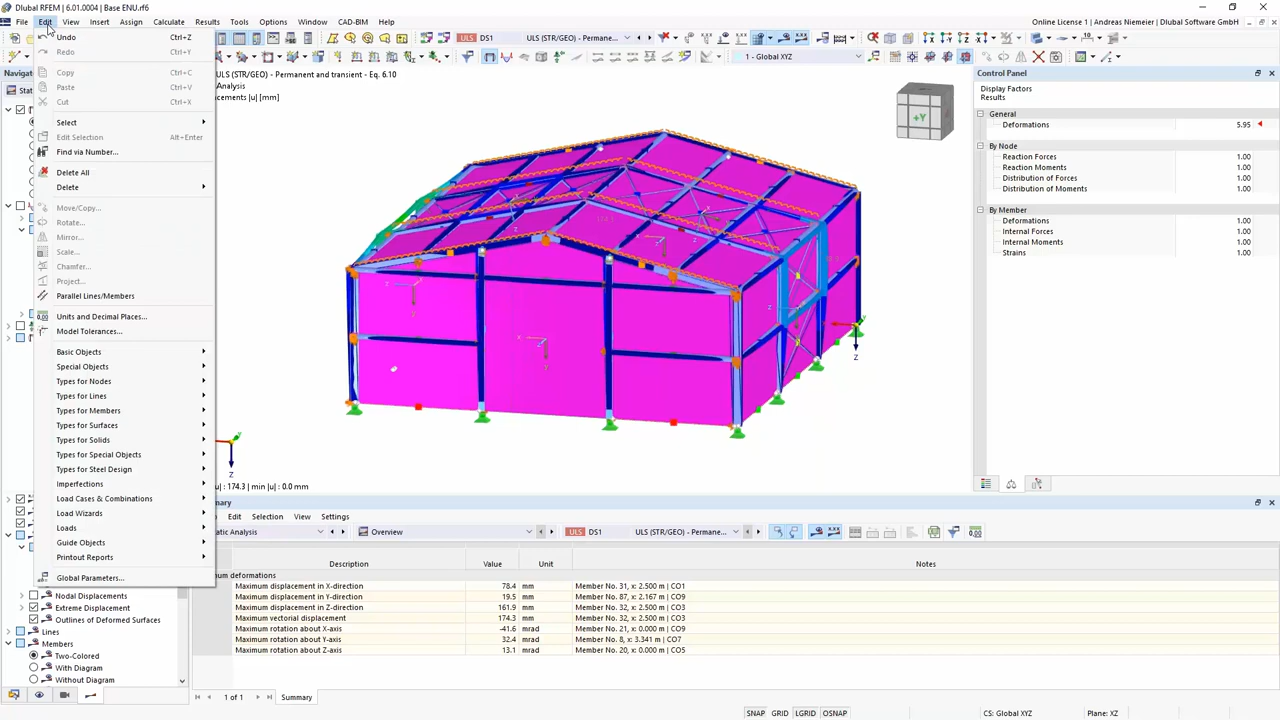 Dlubal RFEM | 6.01.0004 | Base ENU.rf6
File Edit View Insert Assign Calculate Results Tools Options Window CAD-BIM Help
Online License 1 | Andreas Niemeier | Dlubal Software GmbH
ULS DS1 ULS (STR/GEO) - Permane...
1 - Global XYZ
Undo Ctrl+Z
Redo Ctrl+Y
Copy Ctrl+C
Paste Ctrl+V
Cut Ctrl+X
Select
Edit Selection Alt+Enter
Find via Number...
Delete All
Delete
Move/Copy...
Rotate...
Mirror...
Scale...
Chamfer...
Project...
Parallel Lines/Members
Units and Decimal Places...
Model Tolerances...
Basic Objects
Special Objects
Types for Nodes
Types for Lines
Types for Members
Types for Surfaces
Types for Solids
Types for Special Objects
Types for Steel Design
Imperfections
Load Cases & Combinations
Load Wizards
Loads
Guide Objects
Printout Reports
Global Parameters...
Nodal Displacements
Extreme Displacement
Outlines of Deformed Surfaces
Lines
Members
Two-Colored
With Diagram
Without Diagram
ULS (STR/GEO) - Permanent and transient - Eq. 6.10
+Y
Z
|u| : 174.3 | min |u| : 0.0 mm
Control Panel
Display Factors
Results
General
Deformations 5.95
By Node
Reaction Forces 1.00
Reaction Moments 1.00
Distribution of Forces 1.00
Distribution of Moments 1.00
By Member
Deformations 1.00
Internal Forces 1.00
Internal Moments 1.00
Strains 1.00
Edit Selection View Settings
Overview
ULS DS1 ULS (STR/GEO) - Permane...
Description Value Unit Notes
Maximum displacement in X-direction 78.4 mm Member No. 31, x: 2.500 m | CO1
Maximum displacement in Y-direction 19.5 mm Member No. 87, x: 2.167 m | CO9
Maximum displacement in Z-direction 161.9 mm Member No. 32, x: 2.500 m | CO3
Maximum vectorial displacement 174.3 mm Member No. 32, x: 2.500 m | CO3
Maximum rotation about X-axis -41.6 mrad Member No. 21, x: 0.000 m | CO9
Maximum rotation about Y-axis 32.4 mrad Member No. 8, x: 3.341 m | CO7
Maximum rotation about Z-axis 13.1 mrad Member No. 20, x: 0.000 m | CO5
1 of 1 Summary
SNAP GRID LGRID OSNAP CS: Global XYZ Plane: XZ